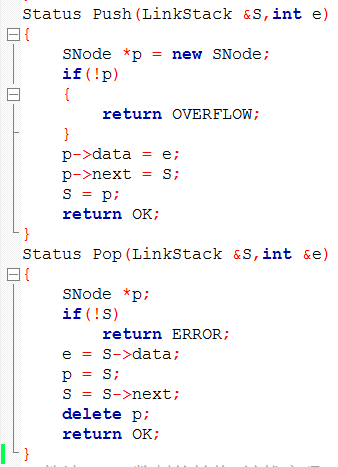 Status Push(LinkStack &S,int e)
{
SNode *p = new SNode;
if(!p)
{
return OVERFLOW;
}
p->data = e;
p->next = S;
S = p;
return OK;
}
Status Pop(LinkStack &S,int &e)
{
SNode *p;
if(!S)
return ERROR;
e = S->data;
p = S;
S = S->next;
delete p;
return OK;
}